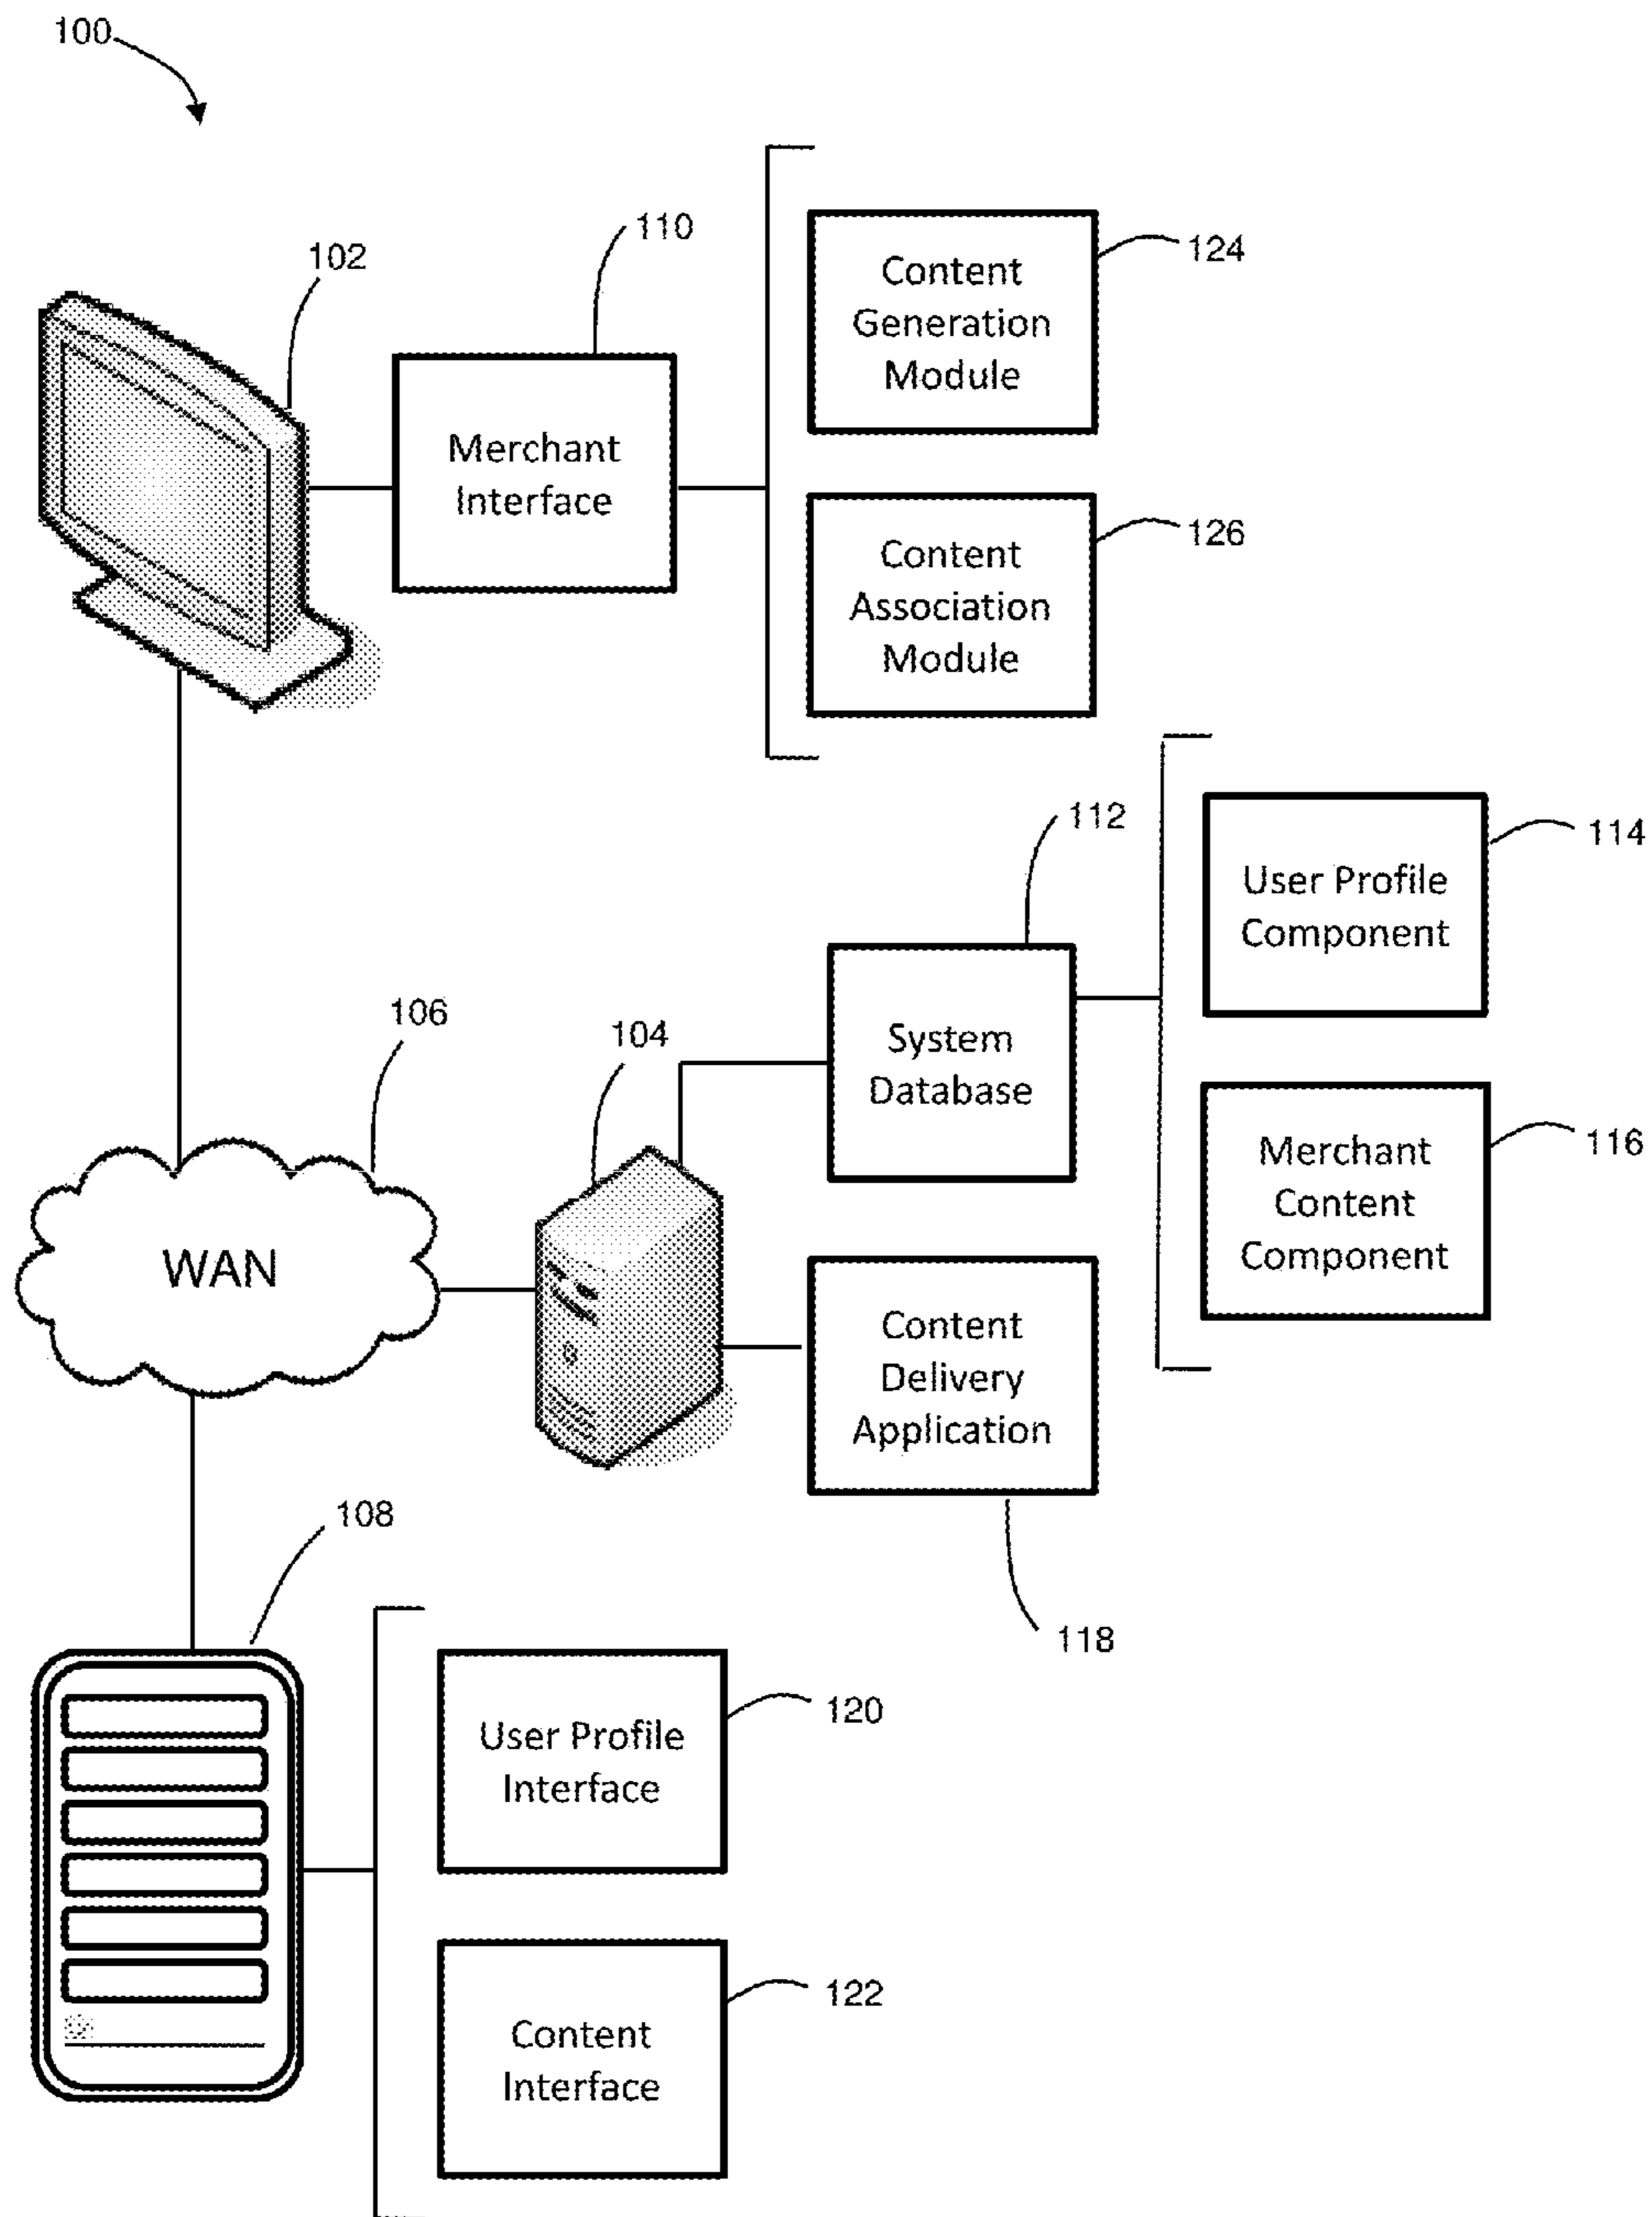 100
110
102
124
Content
Generation
Module
Merchant
Interface
126
Content
Association
Module
112
114
User Profile
Component
106
104
System
Database
116
Merchant
Content
Component
WAN
Content
Delivery
Application
108
118
120
User Profile
Interface
122
Content
Interface